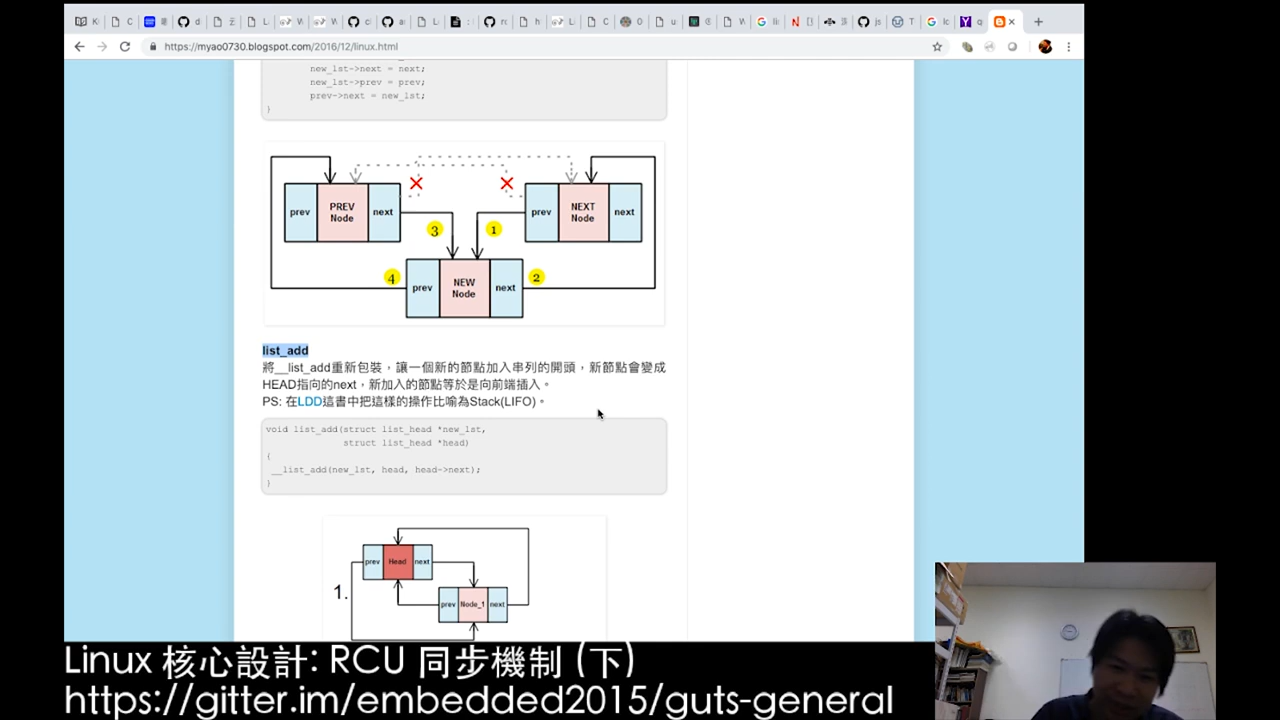 https://myao0730.blogspot.com/2016/12/linux.html
new_lst->next = next;
new_lst->prev = prev;
prev->next = new_lst;
}
prev
PREV
Node
next
prev
NEXT
Node
next
3
1
4
2
prev
NEW
Node
next
list_add
將__list_add重新包裝，讓一個新的節點加入串列的開頭，新節點會變成
HEAD指向的next，新加入的節點等於是向前端插入。
PS: 在LDD這書中把這樣的操作比喻為Stack(LIFO)。
void list_add(struct list_head *new_lst,
struct list_head *head)
{
__list_add(new_lst, head, head->next);
}
1.
prev
Head
next
prev
Node_1
next
Linux 核心設計: RCU 同步機制 (下)
https://gitter.im/embedded2015/guts-general